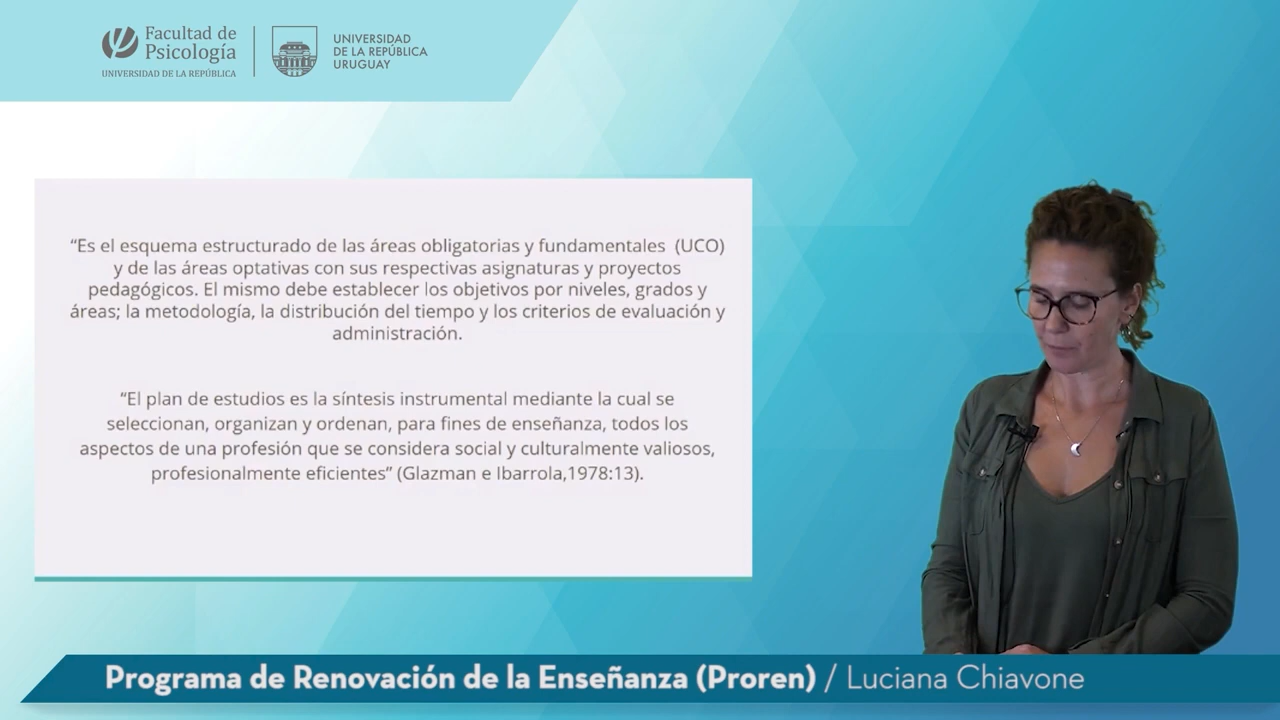 Facultad de
Psicología
UNIVERSIDAD DE LA REPÚBLICA
UNIVERSIDAD
DE LA REPÚBLICA
URUGUAY
“Es el esquema estructurado de las áreas obligatorias y fundamentales (UCO)
y de las áreas optativas con sus respectivas asignaturas y proyectos
pedagógicos. El mismo debe establecer los objetivos por niveles, grados y
áreas; la metodología, la distribución del tiempo y los criterios de evaluación y
administración.
“El plan de estudios es la síntesis instrumental mediante la cual se
seleccionan, organizan y ordenan, para fines de enseñanza, todos los
aspectos de una profesión que se considera social y culturalmente valiosos,
profesionalmente eficientes” (Glazman e Ibarrola,1978:13).
Programa de Renovación de la Enseñanza (Proren) / Luciana Chiavone